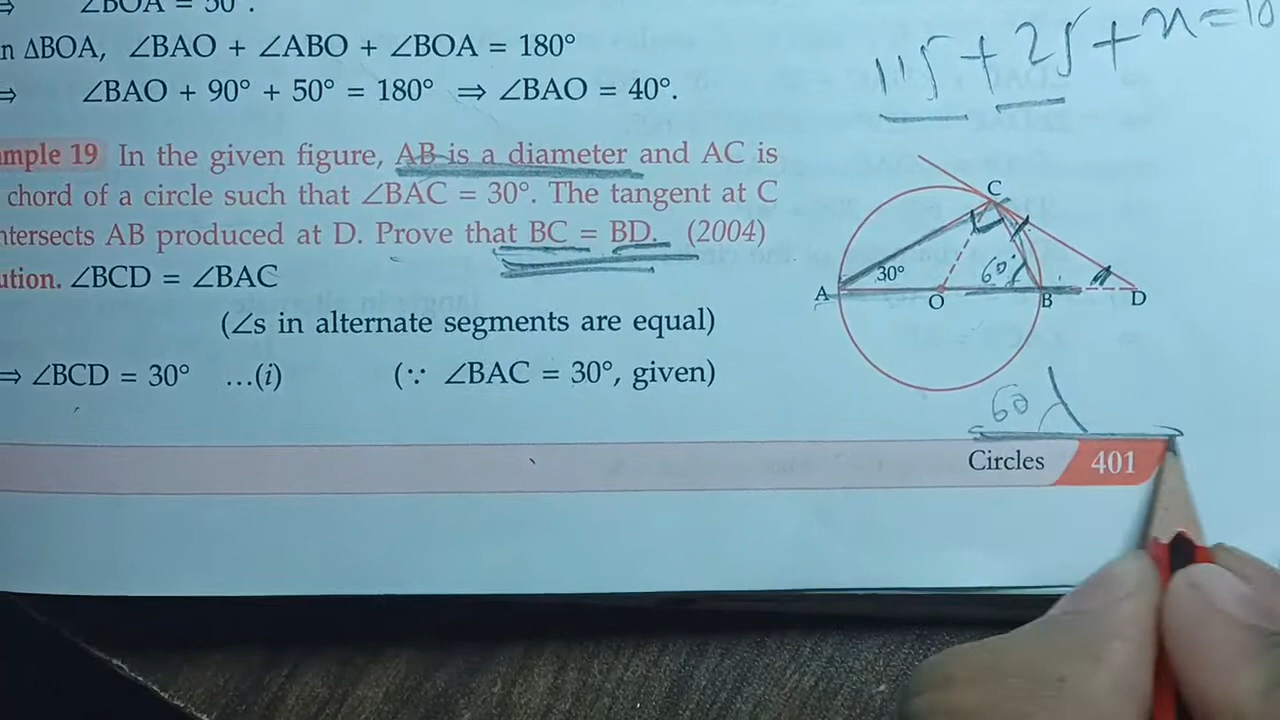 ∠BOA = 50°.
115 + 25 + x = 18
∆BOA, ∠BAO + ∠ABO + ∠BOA = 180°
⇒ ∠BAO + 90° + 50° = 180° ⇒ ∠BAO = 40°.
mple 19 In the given figure, AB is a diameter and AC is
chord of a circle such that ∠BAC = 30°. The tangent at C
ntersects AB produced at D. Prove that BC = BD. (2004)
ution. ∠BCD = ∠BAC
(∠s in alternate segments are equal)
⇒ ∠BCD = 30° ...(i) (∵ ∠BAC = 30°, given)
C
30° 60
A O B D
60
Circles 401